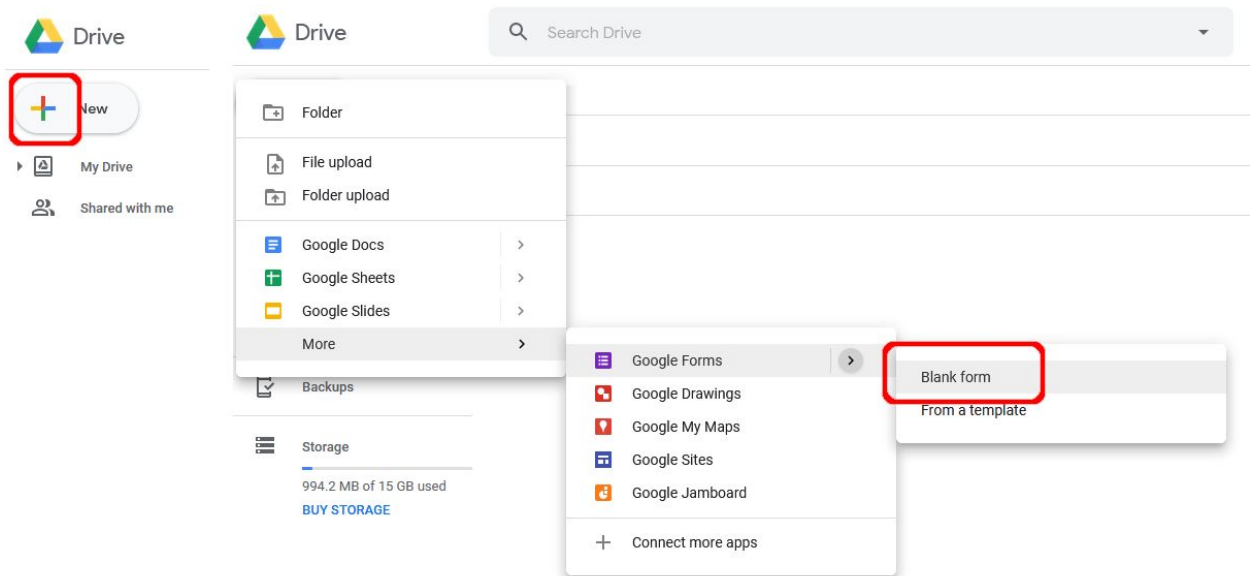 Drive
New
My Drive
Shared with me
Drive
Search Drive
Folder
File upload
Folder upload
Google Docs
Google Sheets
Google Slides
More
Backups
Storage
994.2 MB of 15 GB used
BUY STORAGE
Google Forms
Google Drawings
Google My Maps
Google Sites
Google Jamboard
Connect more apps
Blank form
From a template